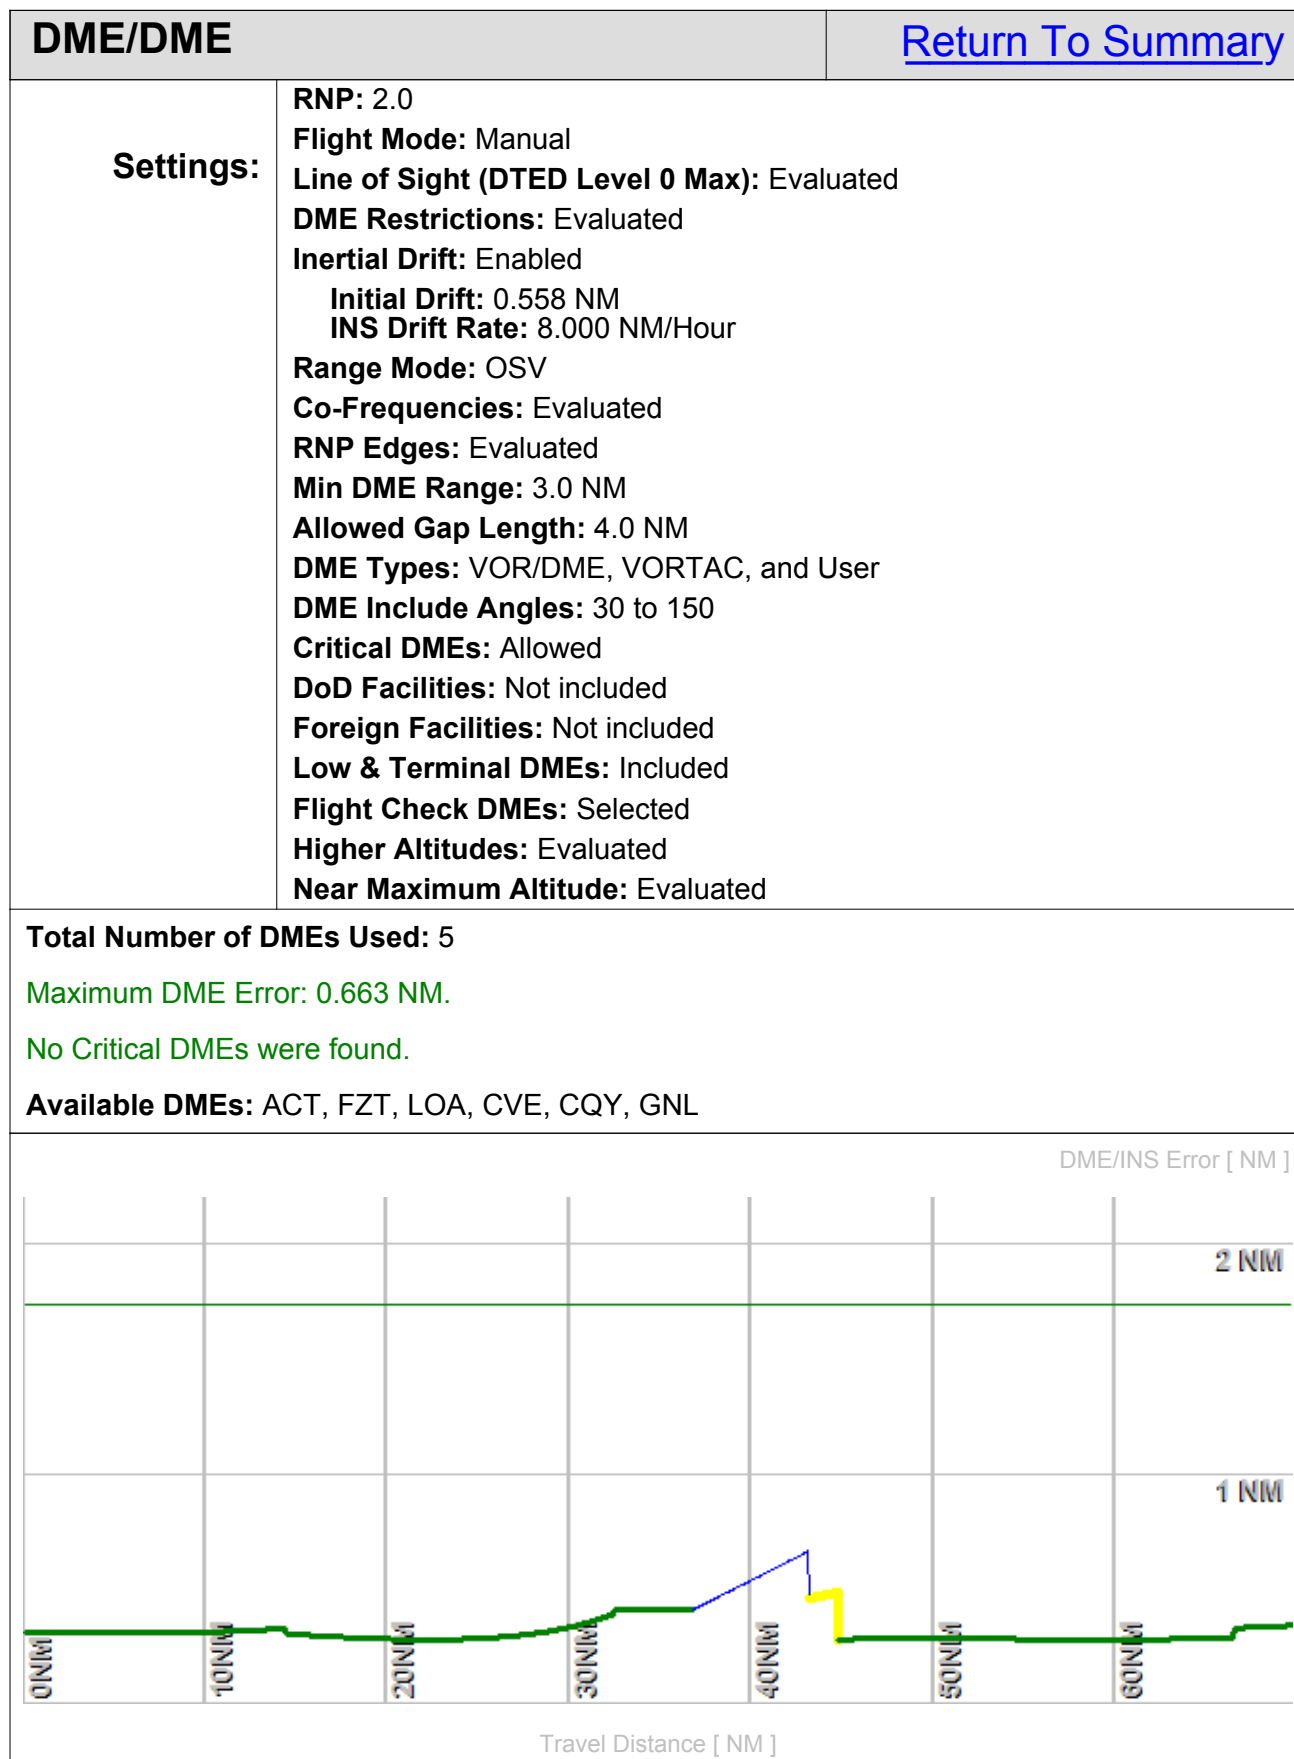 DME/DME
Return To Summary
Settings:
RNP: 2.0
Flight Mode: Manual
Line of Sight (DTED Level 0 Max): Evaluated
DME Restrictions: Evaluated
Inertial Drift: Enabled
Initial Drift: 0.558 NM
INS Drift Rate: 8.000 NM/Hour
Range Mode: OSV
Co-Frequencies: Evaluated
RNP Edges: Evaluated
Min DME Range: 3.0 NM
Allowed Gap Length: 4.0 NM
DME Types: VOR/DME, VORTAC, and User
DME Include Angles: 30 to 150
Critical DMEs: Allowed
DoD Facilities: Not included
Foreign Facilities: Not included
Low & Terminal DMEs: Included
Flight Check DMEs: Selected
Higher Altitudes: Evaluated
Near Maximum Altitude: Evaluated
Total Number of DMEs Used: 5
Maximum DME Error: 0.663 NM.
No Critical DMEs were found.
Available DMEs: ACT, FZT, LOA, CVE, CQY, GNL
DME/INS Error [ NM ]
2 NM
1 NM
0NM
10NM
20NM
30NM
40NM
50NM
60NM
Travel Distance [ NM ]